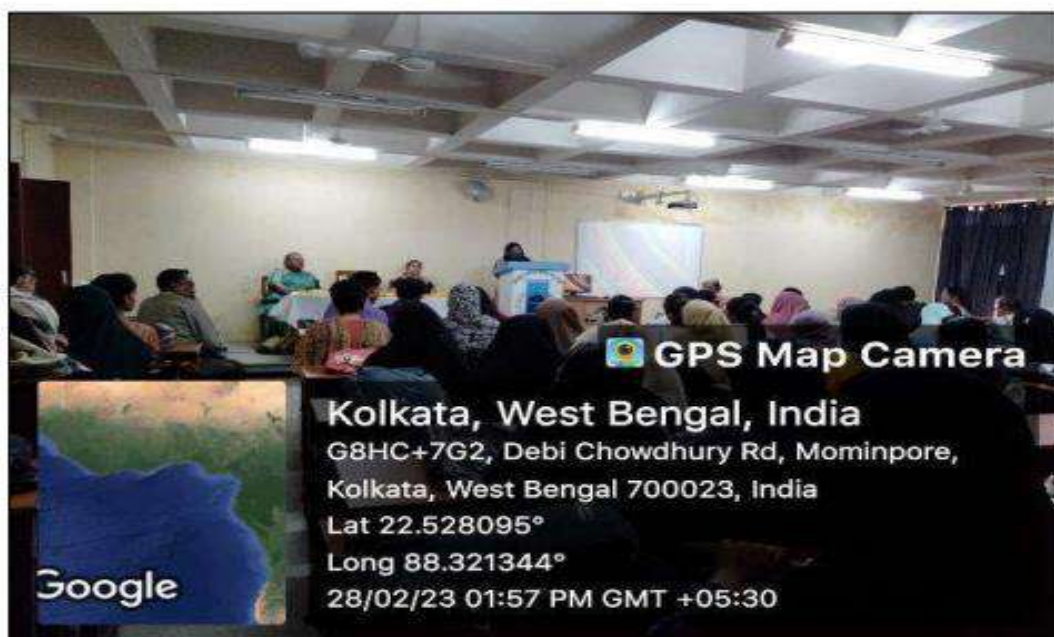 GPS Map Camera
Kolkata, West Bengal, India
G8HC+7G2, Debi Chowdhury Rd, Mominpore,
Kolkata, West Bengal 700023, India
Lat 22.528095°
Long 88.321344°
28/02/23 01:57 PM GMT +05:30
Google